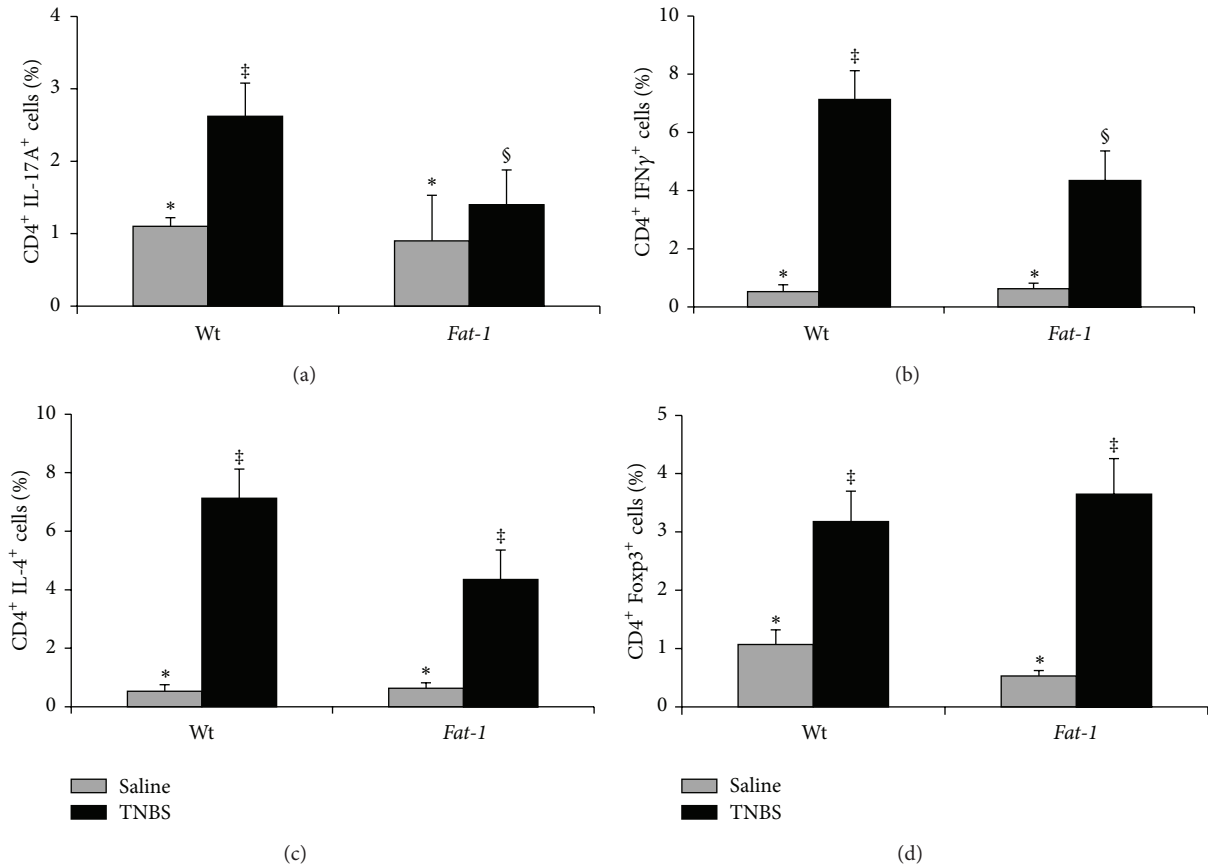 4
3
2
1
0
CD4⁺ IL-17A⁺ cells (%)
*
‡
*
§
Wt
Fat-1
(a)
10
8
6
4
2
0
CD4⁺ IFNγ⁺ cells (%)
*
‡
*
§
Wt
Fat-1
(b)
10
8
6
4
2
0
CD4⁺ IL-4⁺ cells (%)
*
‡
*
‡
Wt
Fat-1
Saline
TNBS
(c)
5
4
3
2
1
0
CD4⁺ Foxp3⁺ cells (%)
*
‡
*
‡
Wt
Fat-1
Saline
TNBS
(d)